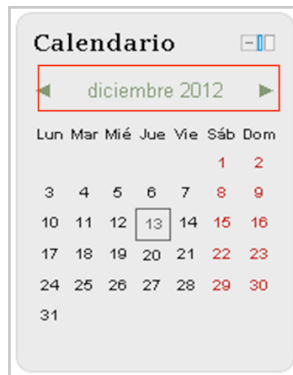 Calendario
diciembre 2012
Lun Mar Mié Jue Vie Sáb Dom
1 2
3 4 5 6 7 8 9
10 11 12 13 14 15 16
17 18 19 20 21 22 23
24 25 26 27 28 29 30
31